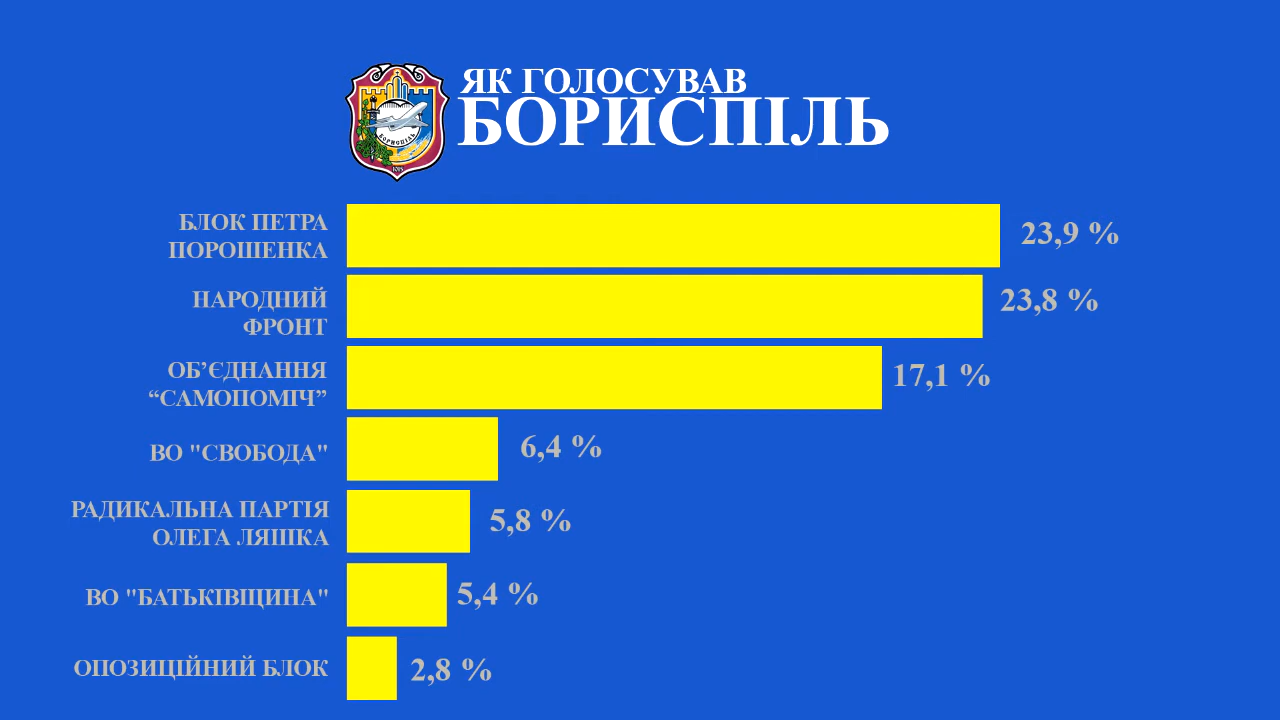 ЯК ГОЛОСУВАВ
БОРИСПІЛЬ
БОРИСПІЛЬ
БЛОК ПЕТРА
ПОРОШЕНКА
23,9 %
НАРОДНИЙ
ФРОНТ
23,8 %
ОБ’ЄДНАННЯ
“САМОПОМІЧ”
17,1 %
ВО "СВОБОДА"
6,4 %
РАДИКАЛЬНА ПАРТІЯ
ОЛЕГА ЛЯШКА
5,8 %
ВО "БАТЬКІВЩИНА"
5,4 %
ОПОЗИЦІЙНИЙ БЛОК
2,8 %